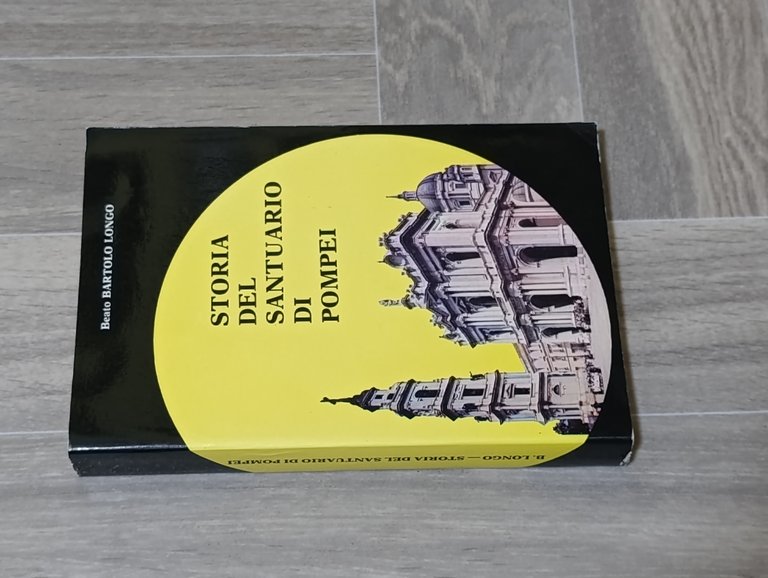 Beato BARTOLO LONGO
STORIA
DEL
SANTUARIO
DI
POMPEI
B. LONGO — STORIA DEL SANTUARIO DI POMPEI